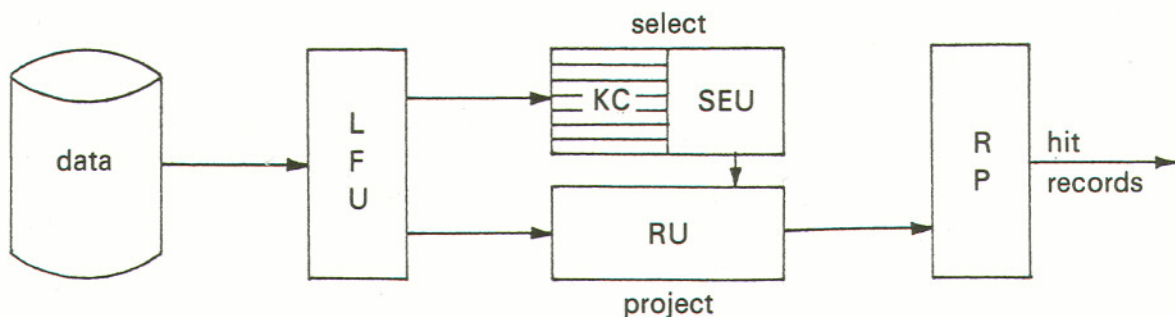 data
L
F
U
select
KC
SEU
RU
project
R
P
hit
records